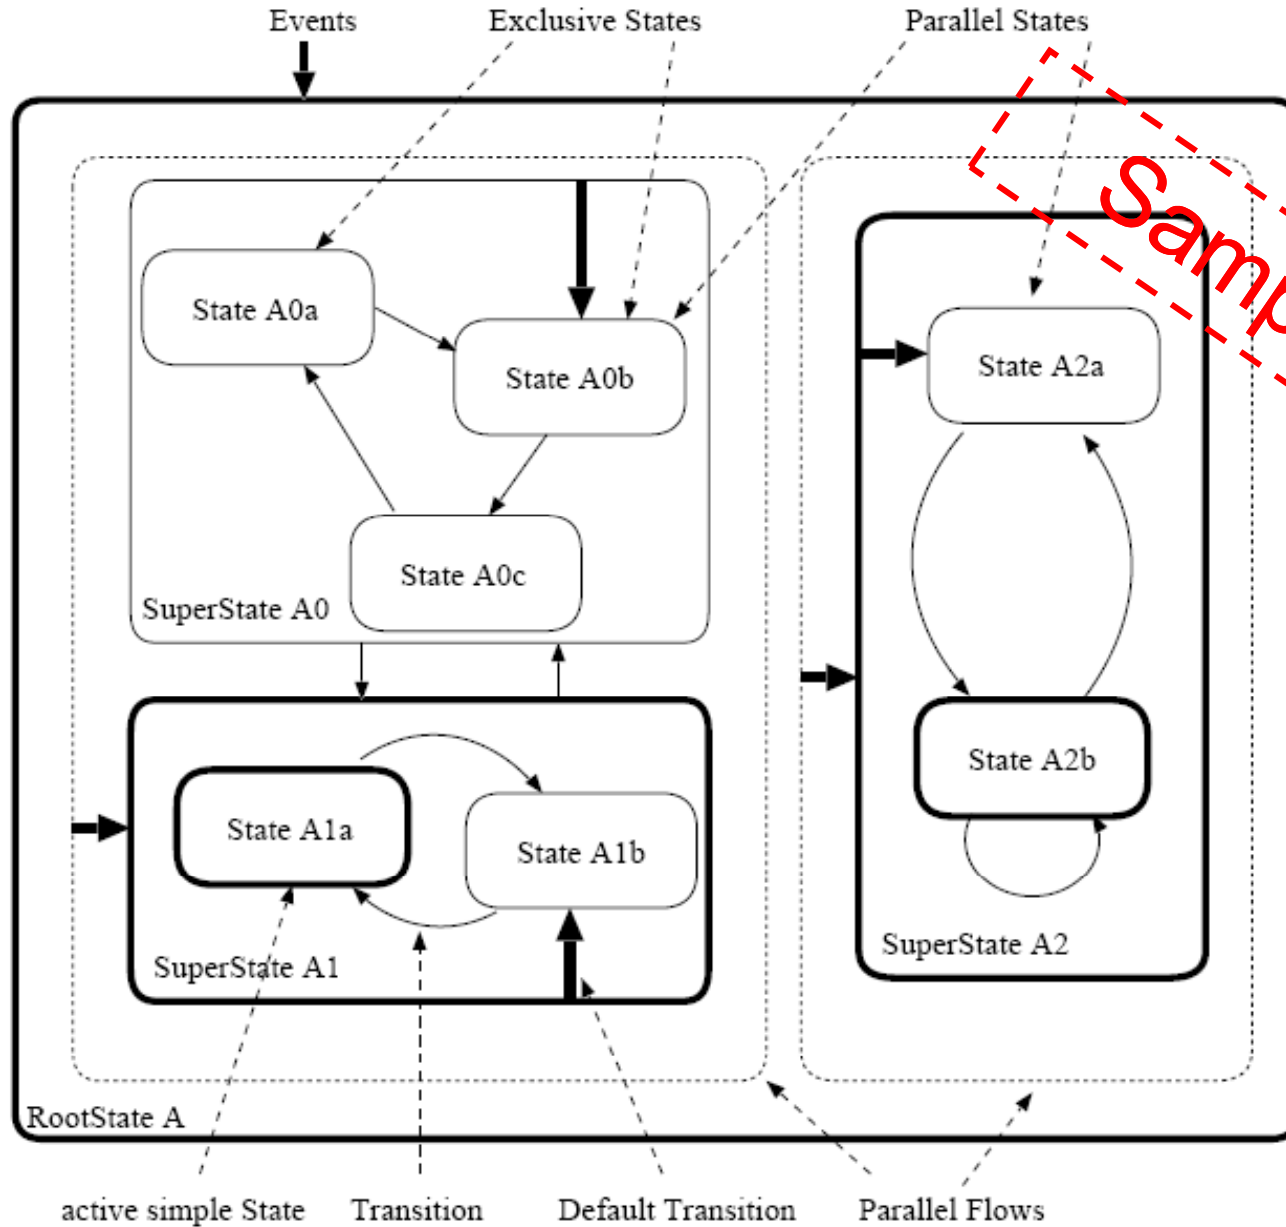 Events
Exclusive States
Parallel States
State A0a
State A0b
State A2a
State A0c
SuperState A0
State A2b
State A1a
State A1b
SuperState A2
SuperState A1
RootState A
active simple State
Transition
Default Transition
Parallel Flows